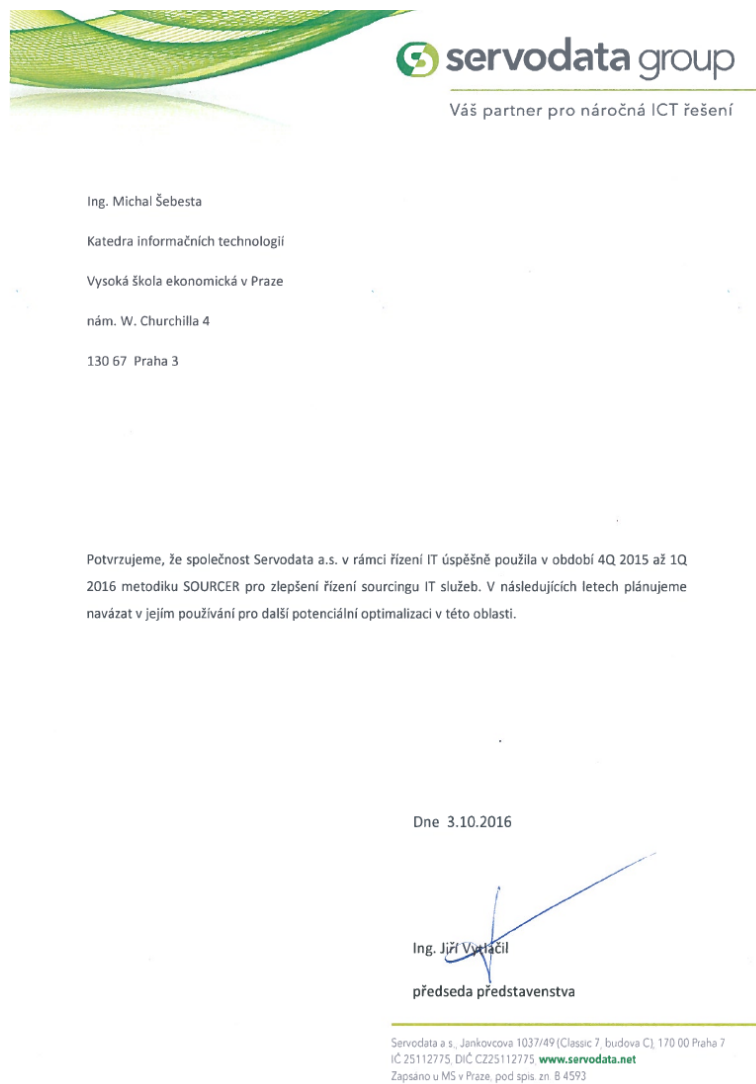 servodata group
Váš partner pro náročná ICT řešení
Ing. Michal Šebesta
Katedra informačních technologií
Vysoká škola ekonomická v Praze
nám. W. Churchilla 4
130 67 Praha 3
Potvrzujeme, že společnost Servodata a.s. v rámci řízení IT úspěšně použila v období 4Q 2015 až 1Q
2016 metodiku SOURCER pro zlepšení řízení sourcingu IT služeb. V následujících letech plánujeme
navázat v jejím používání pro další potenciální optimalizaci v této oblasti.
Dne 3.10.2016
Ing. Jiří Vytlačil
předseda představenstva
Servodata a s., Jankovcova 1037/49 (Classic 7, budova C), 170 00 Praha 7
IČ 25112775, DIČ CZ25112775, www.servodata.net
Zapsáno u MS v Praze, pod spis. zn. B 4593